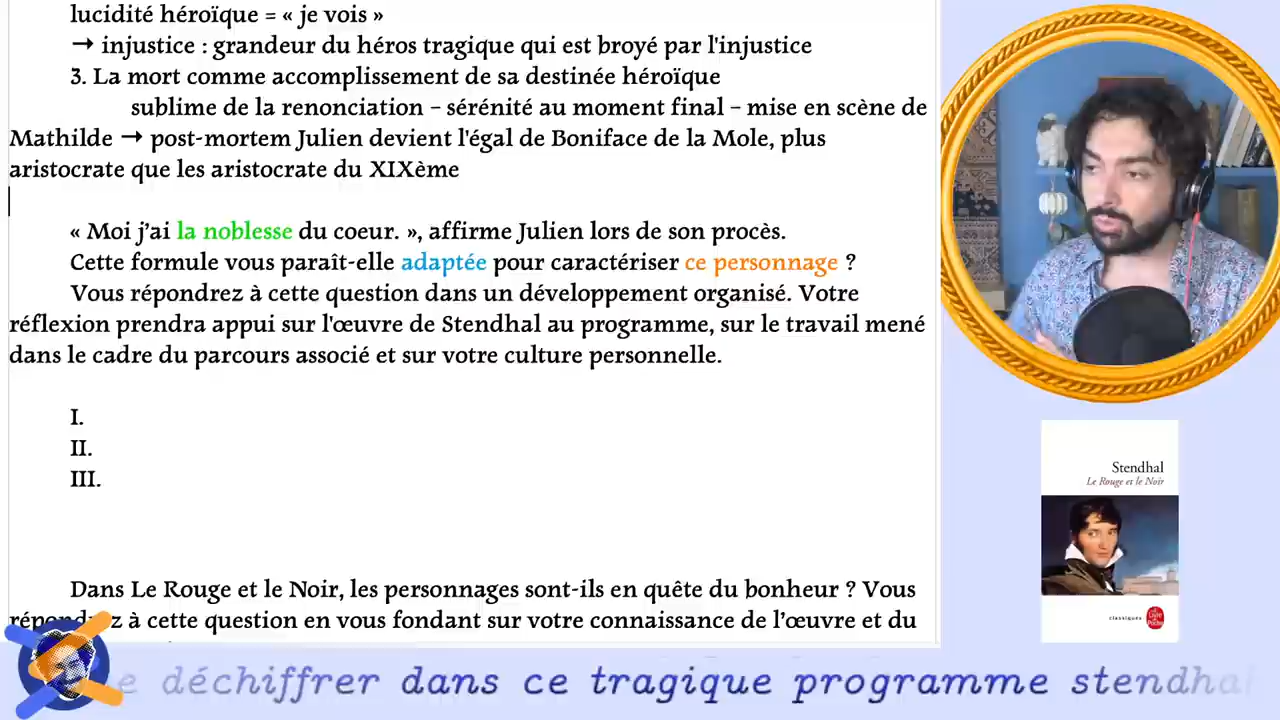 lucidité héroïque = « je vois »
→ injustice : grandeur du héros tragique qui est broyé par l'injustice
3. La mort comme accomplissement de sa destinée héroïque
sublime de la renonciation – sérénité au moment final – mise en scène de
Mathilde → post-mortem Julien devient l'égal de Boniface de la Mole, plus
aristocrate que les aristocrate du XIXème
« Moi j'ai la noblesse du coeur. », affirme Julien lors de son procès.
Cette formule vous paraît-elle adaptée pour caractériser ce personnage ?
Vous répondrez à cette question dans un développement organisé. Votre
réflexion prendra appui sur l'œuvre de Stendhal au programme, sur le travail mené
dans le cadre du parcours associé et sur votre culture personnelle.
I.
II.
III.
Dans Le Rouge et le Noir, les personnages sont-ils en quête du bonheur ? Vous
à cette question en vous fondant sur votre connaissance de l'œuvre et du
Stendhal
Le Rouge et le Noir
classiques
Le Livre de Poche
déchiffrer dans ce tragique programme stendhal